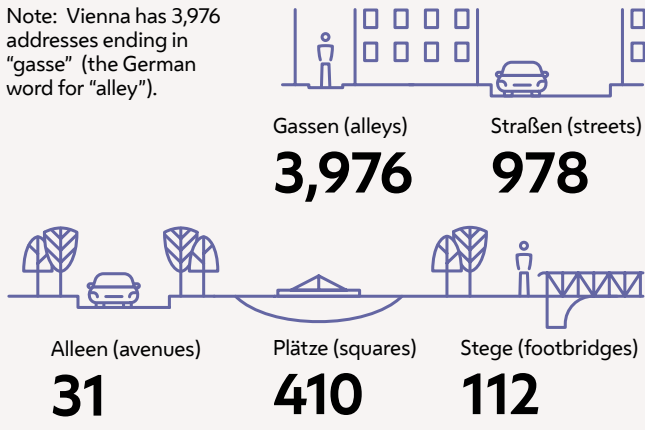 Note: Vienna has 3,976
addresses ending in
“gasse” (the German
word for “alley”).
Gassen (alleys)
3,976
Straßen (streets)
978
Alleen (avenues)
31
Plätze (squares)
410
Stege (footbridges)
112